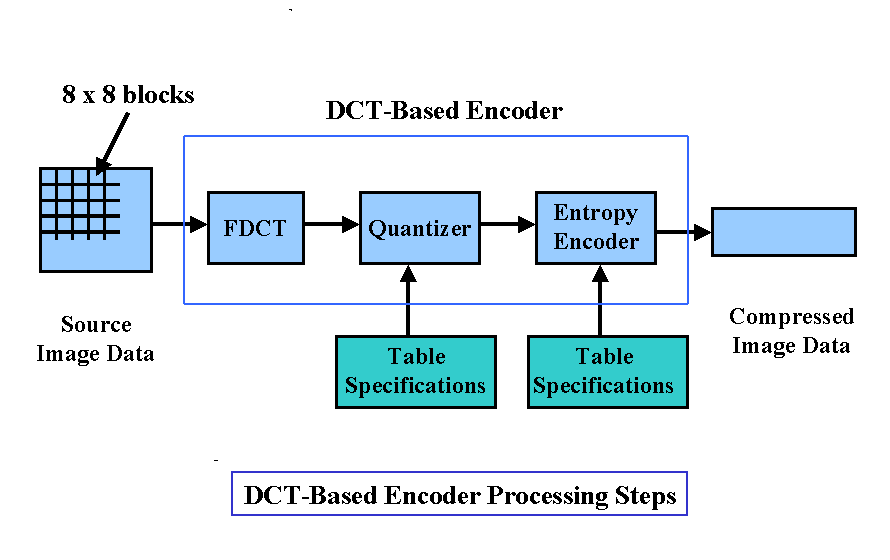 8 x 8 blocks
DCT-Based Encoder
FDCT
Quantizer
Entropy
Encoder
Source
Image Data
Table
Specifications
Table
Specifications
Compressed
Image Data
DCT-Based Encoder Processing Steps